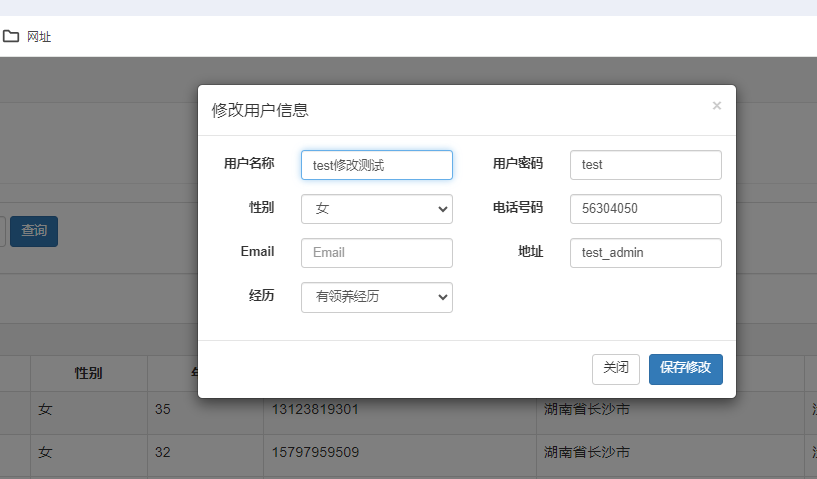 网址
修改用户信息
×
用户名称 test修改测试 用户密码 test
性别 女 电话号码 56304050
查询
Email Email 地址 test_admin
经历 有领养经历
关闭 保存修改
性别
女 35 13123819301 湖南省长沙市
女 32 15797959509 湖南省长沙市